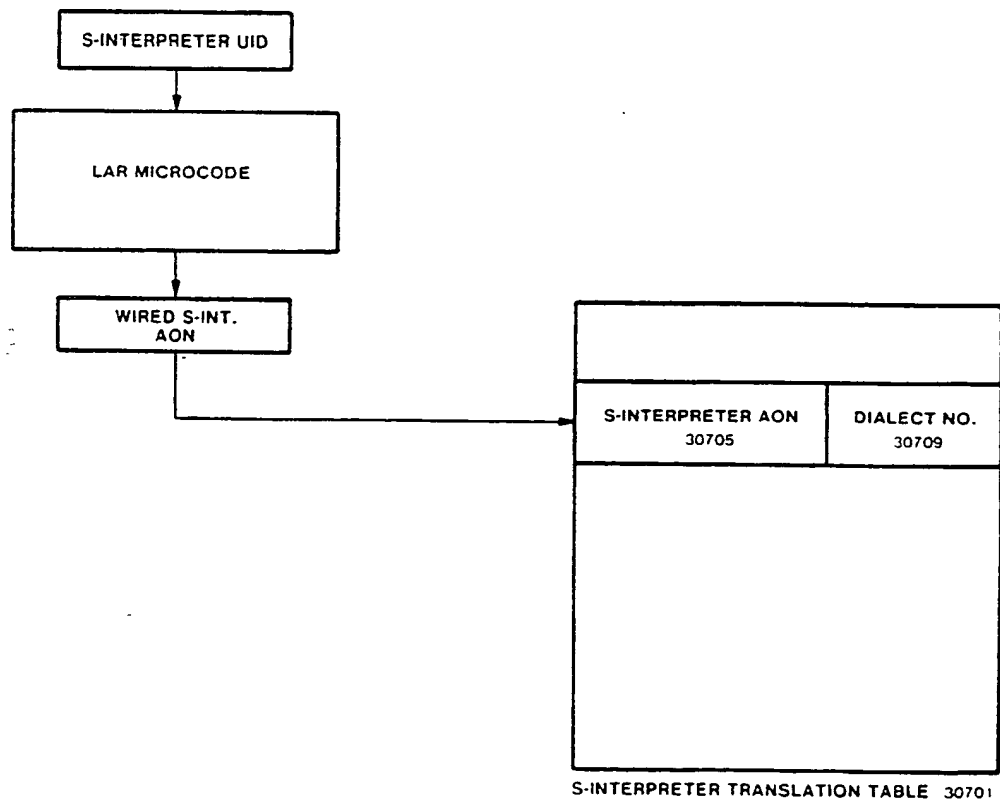 S-INTERPRETER UID
LAR MICROCODE
WIRED S-INT.
AON
S-INTERPRETER AON
30705
DIALECT NO.
30709
S-INTERPRETER TRANSLATION TABLE 30701